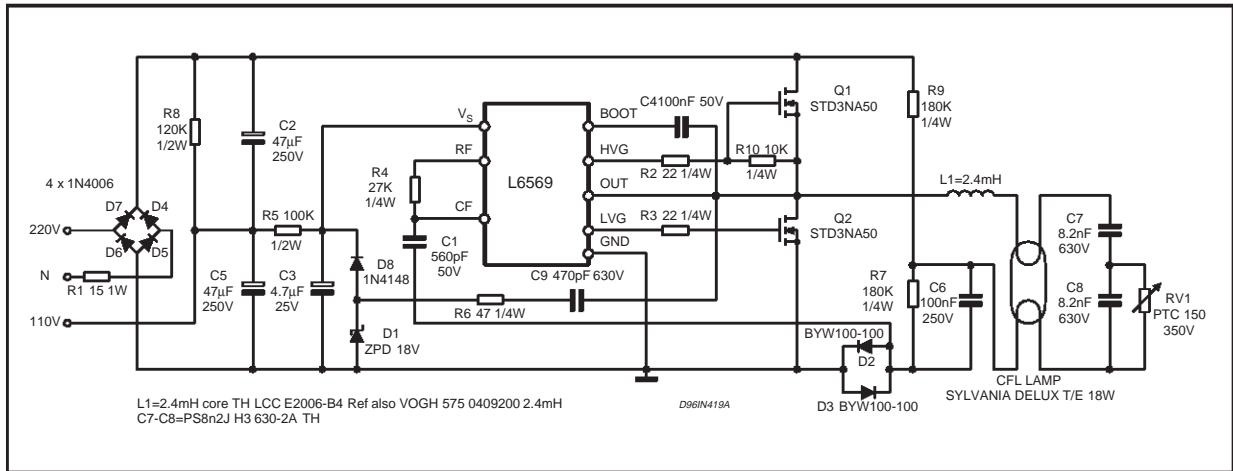 R8
120K
1/2W
C2
47µF
250V
4 x 1N4006
D7
D4
D6
D5
220V
N
R1 15 1W
110V
R5 100K
1/2W
C5
47µF
250V
C3
4.7µF
25V
D8
1N4148
D1
ZPD 18V
R4
27K
1/4W
C1
560pF
50V
VS
RF
CF
L6569
BOOT
HVG
OUT
LVG
GND
C4100nF 50V
R2 22 1/4W
R10 10K
1/4W
R3 22 1/4W
C9 470pF 630V
R6 47 1/4W
Q1
STD3NA50
Q2
STD3NA50
R9
180K
1/4W
L1=2.4mH
R7
180K
1/4W
C6
100nF
250V
BYW100-100
D2
D3 BYW100-100
C7
8.2nF
630V
C8
8.2nF
630V
RV1
PTC 150
350V
CFL LAMP
SYLVANIA DELUX T/E 18W
L1=2.4mH core TH LCC E2006-B4 Ref also VOGH 575 0409200 2.4mH
C7-C8=PS8n2J H3 630-2A TH
D96IN419A